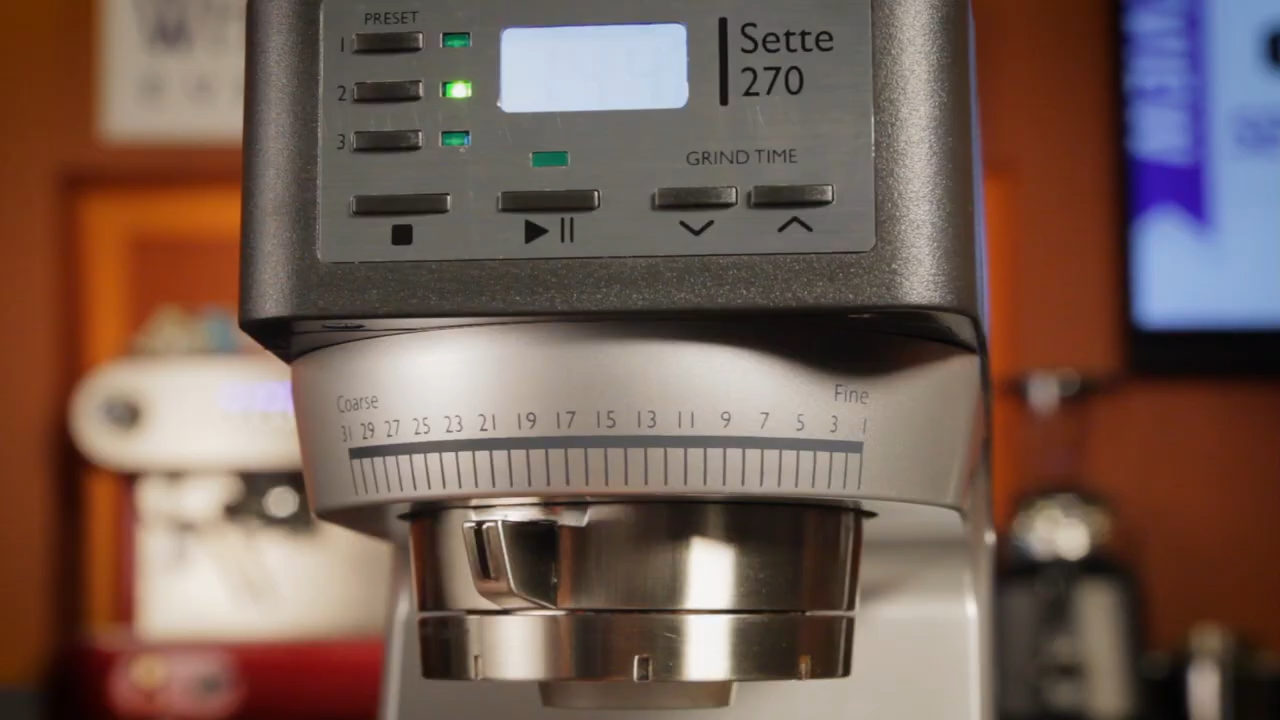 PRESET
1
2
3
Sette
270
GRIND TIME
Coarse
Fine
31 29 27 25 23 21 19 17 15 13 11 9 7 5 3 1